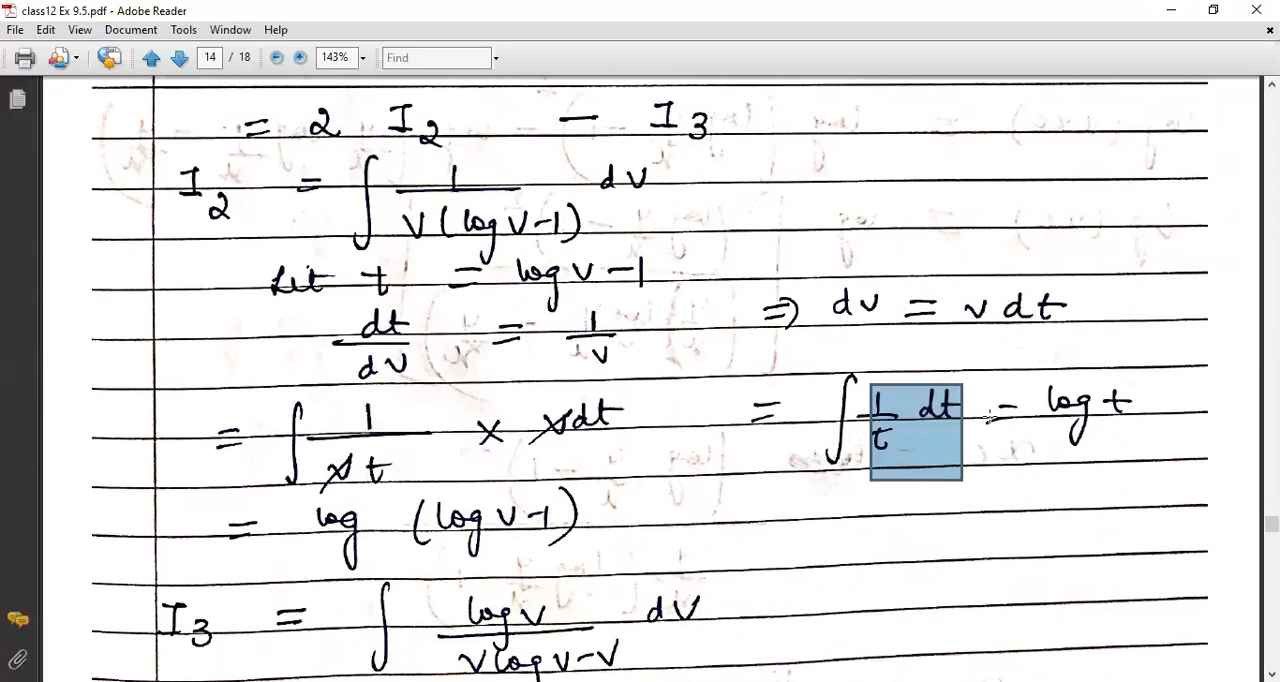 class12 Ex 9.5.pdf - Adobe Reader
File Edit View Document Tools Window Help
14 / 18 143% Find
= 2 I₂ - I₃
I₂ = ∫ 1/(v(log v-1)) dv
Let t = log v - 1
dt/dv = 1/v ⇒ dv = v dt
= ∫ 1/(vt) × vdt = ∫ 1/t dt = log t
= log (log v-1)
I₃ = ∫ log v/(v log v - v) dv